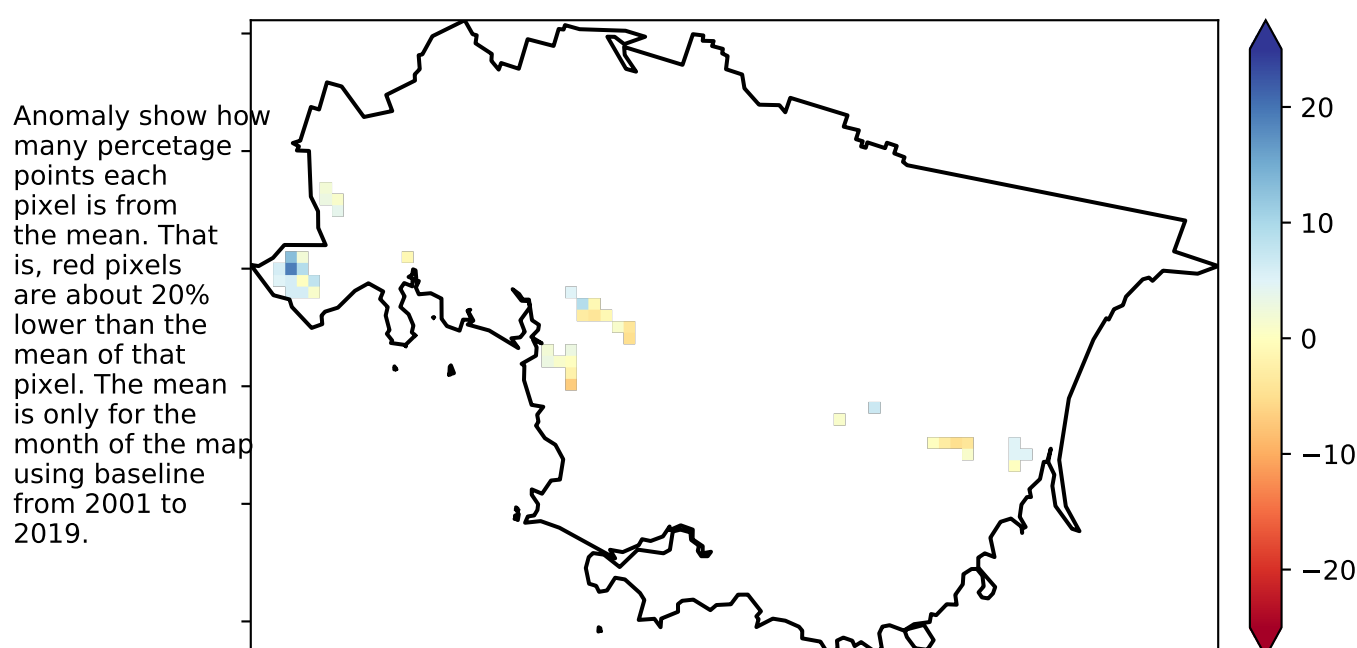 Anomaly show how
many percetage
points each
pixel is from
the mean. That
is, red pixels
are about 20%
lower than the
mean of that
pixel. The mean
is only for the
month of the map
using baseline
from 2001 to
2019.
20
10
0
−10
−20